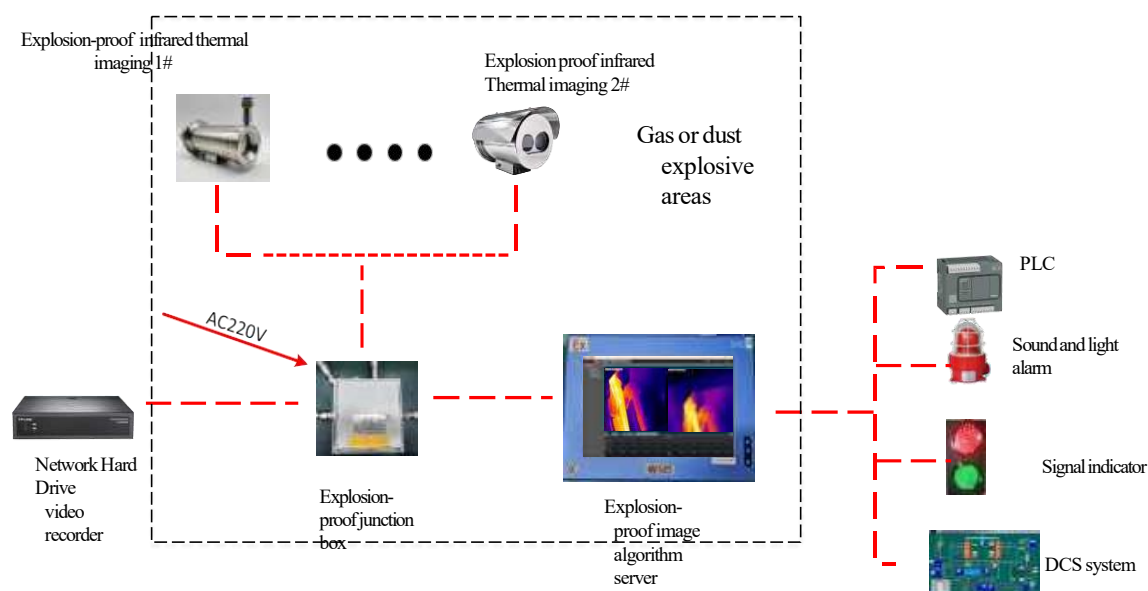 Explosion-proof infrared thermal
imaging 1#
Explosion proof infrared
Thermal imaging 2#
Gas or dust
explosive
areas
AC220V
PLC
Sound and light
alarm
Signal indicator
DCS system
Network Hard
Drive
video
recorder
Explosion-
proof junction
box
Ex
Explosion-
proof image
algorithm
server